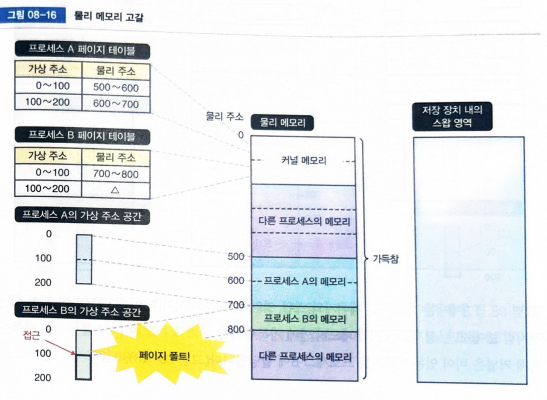 그림 08-16 물리 메모리 고갈
프로세스 A 페이지 테이블
가상 주소 물리 주소
0~100 500~600
100~200 600~700
프로세스 B 페이지 테이블
가상 주소 물리 주소
0~100 700~800
100~200 △
프로세스 A의 가상 주소 공간
0
100
200
프로세스 B의 가상 주소 공간
0
접근
100
200
페이지 폴트!
물리 주소
물리 메모리
0
커널 메모리
다른 프로세스의 메모리
500
프로세스 A의 메모리
600
700
프로세스 B의 메모리
800
다른 프로세스의 메모리
가득참
저장 장치 내의
스왑 영역